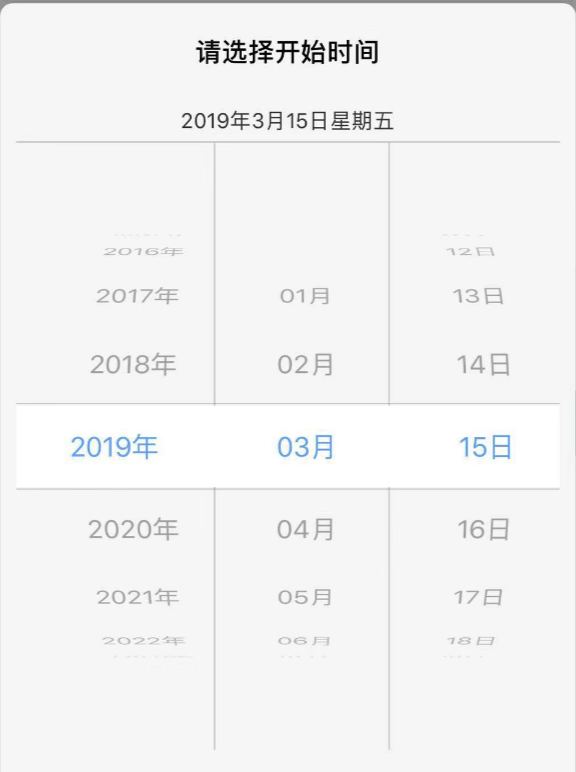 请选择开始时间
2019年3月15日星期五
2016年 12日
2017年 01月 13日
2018年 02月 14日
2019年 03月 15日
2020年 04月 16日
2021年 05月 17日
2022年 06月 18日